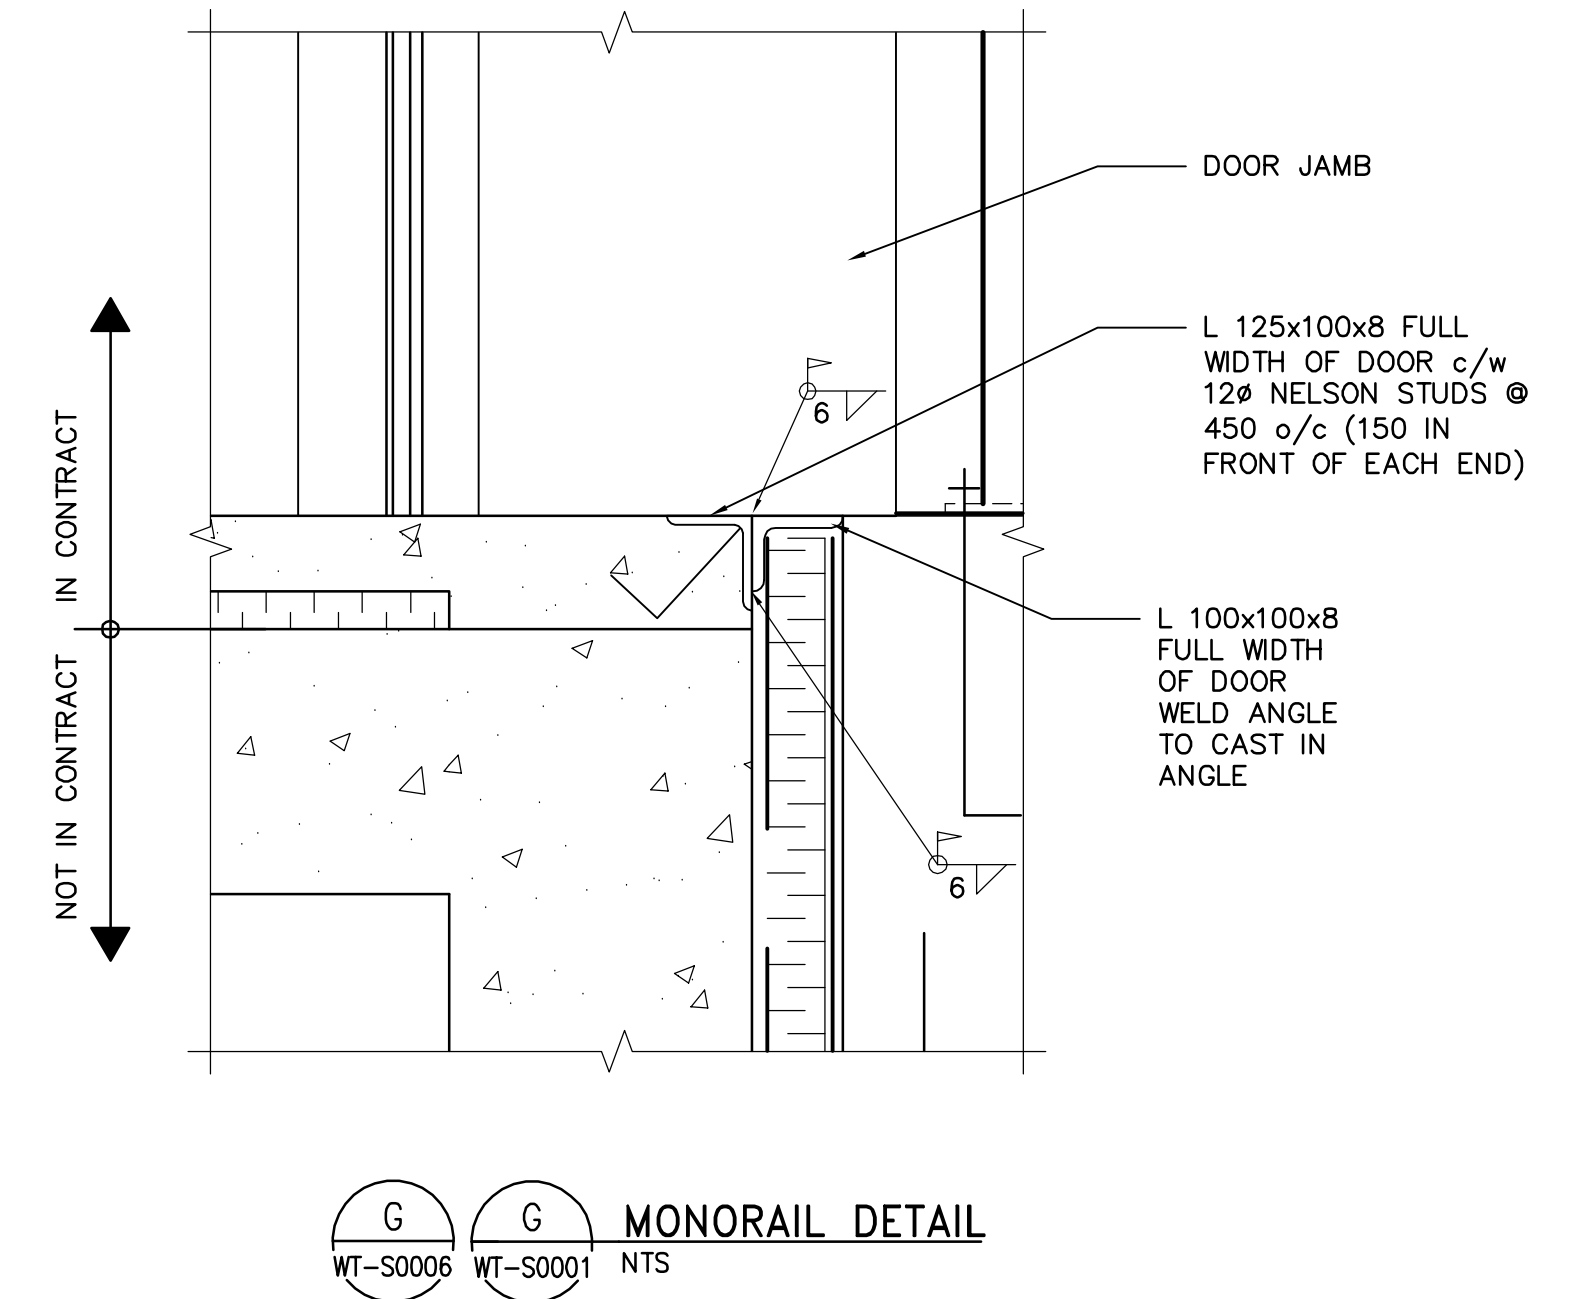 DOOR JAMB
L 125x100x8 FULL
WIDTH OF DOOR c/w
12ø NELSON STUDS @
450 o/c (150 IN
FRONT OF EACH END)
6
IN CONTRACT
NOT IN CONTRACT
L 100x100x8
FULL WIDTH
OF DOOR
WELD ANGLE
TO CAST IN
ANGLE
6
G
WT-S0006
G
WT-S0001
MONORAIL DETAIL
NTS